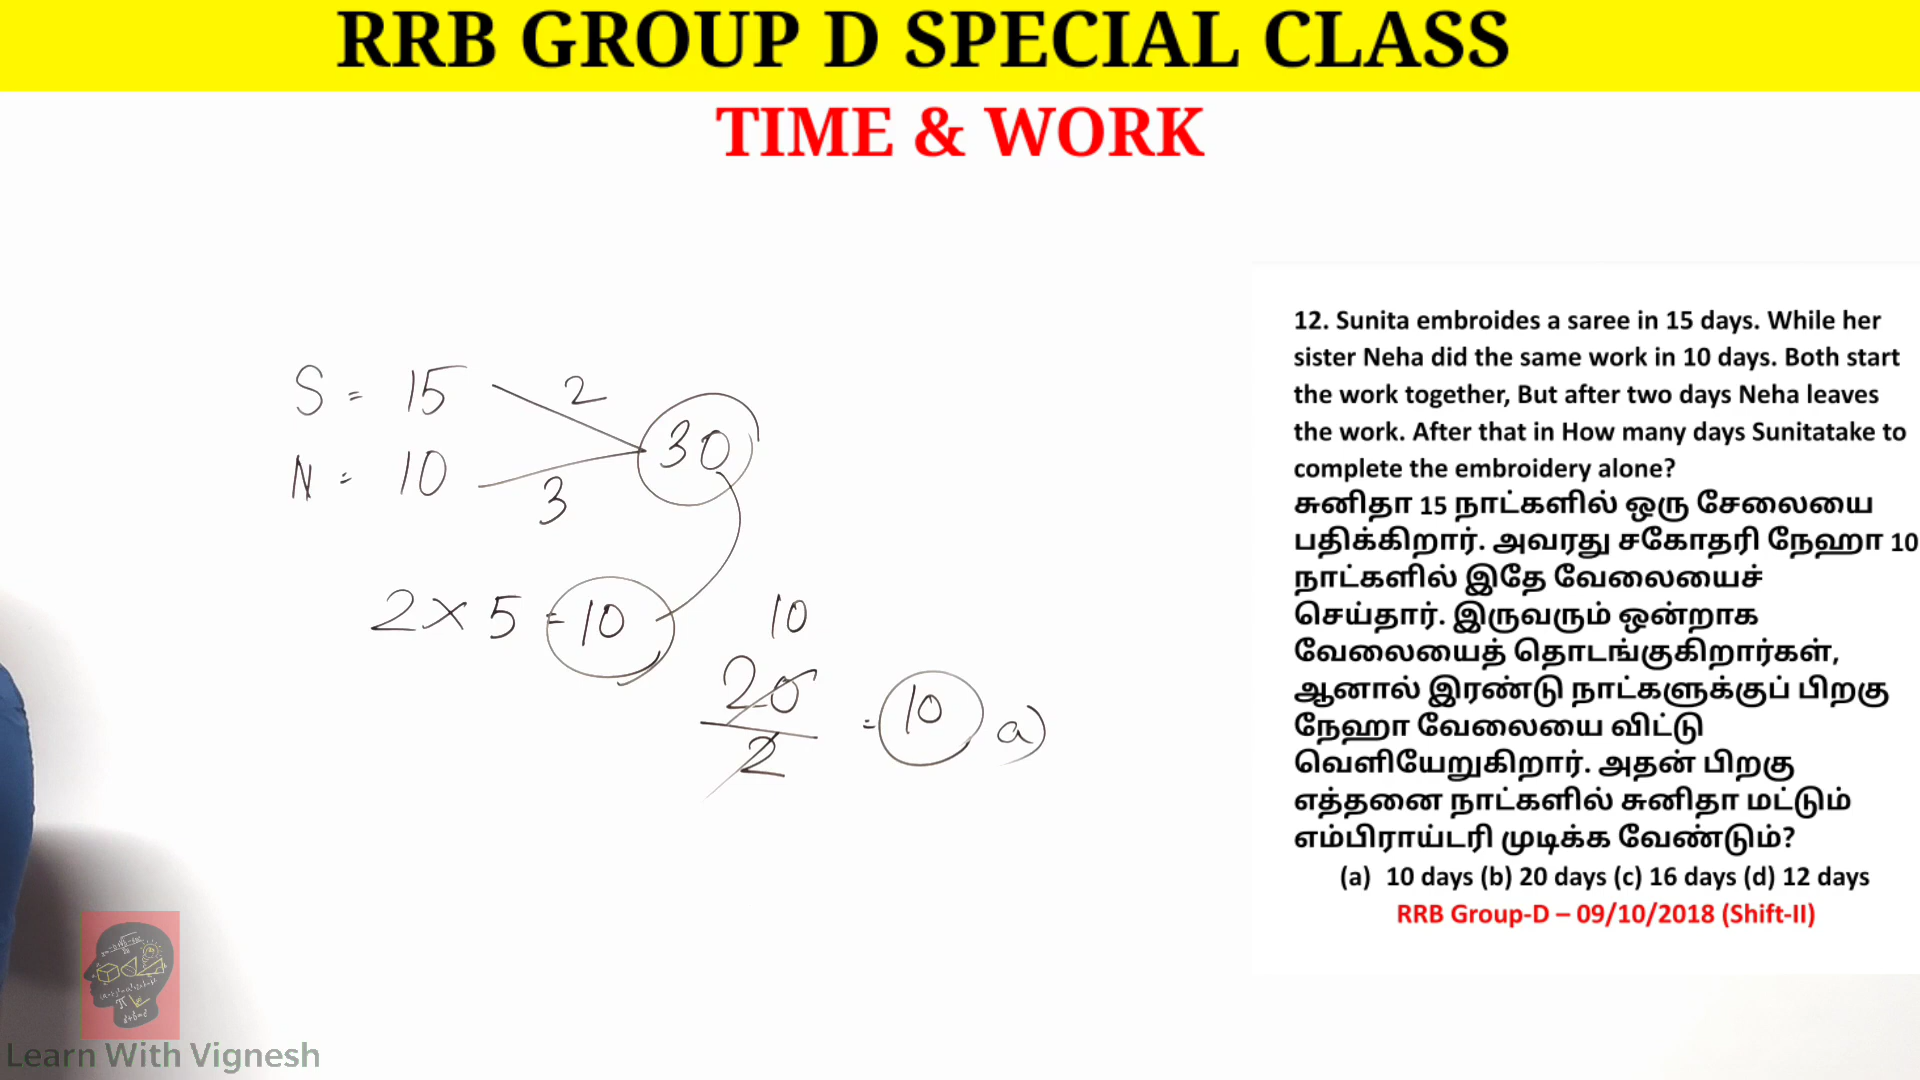 RRB GROUP D SPECIAL CLASS
TIME & WORK
S = 15
2
30
N = 10
3
2 × 5 = 10
10
20
2
= 10 a)
12. Sunita embroides a saree in 15 days. While her
sister Neha did the same work in 10 days. Both start
the work together, But after two days Neha leaves
the work. After that in How many days Sunitatake to
complete the embroidery alone?
சுனிதா 15 நாட்களில் ஒரு சேலையை
பதிக்கிறார். அவரது சகோதரி நேஹா 10
நாட்களில் இதே வேலையைச்
செய்தார். இருவரும் ஒன்றாக
வேலையைத் தொடங்குகிறார்கள்,
ஆனால் இரண்டு நாட்களுக்குப் பிறகு
நேஹா வேலையை விட்டு
வெளியேறுகிறார். அதன் பிறகு
எத்தனை நாட்களில் சுனிதா மட்டும்
எம்பிராய்டரி முடிக்க வேண்டும்?
(a) 10 days (b) 20 days (c) 16 days (d) 12 days
RRB Group-D – 09/10/2018 (Shift-II)
Learn With Vignesh